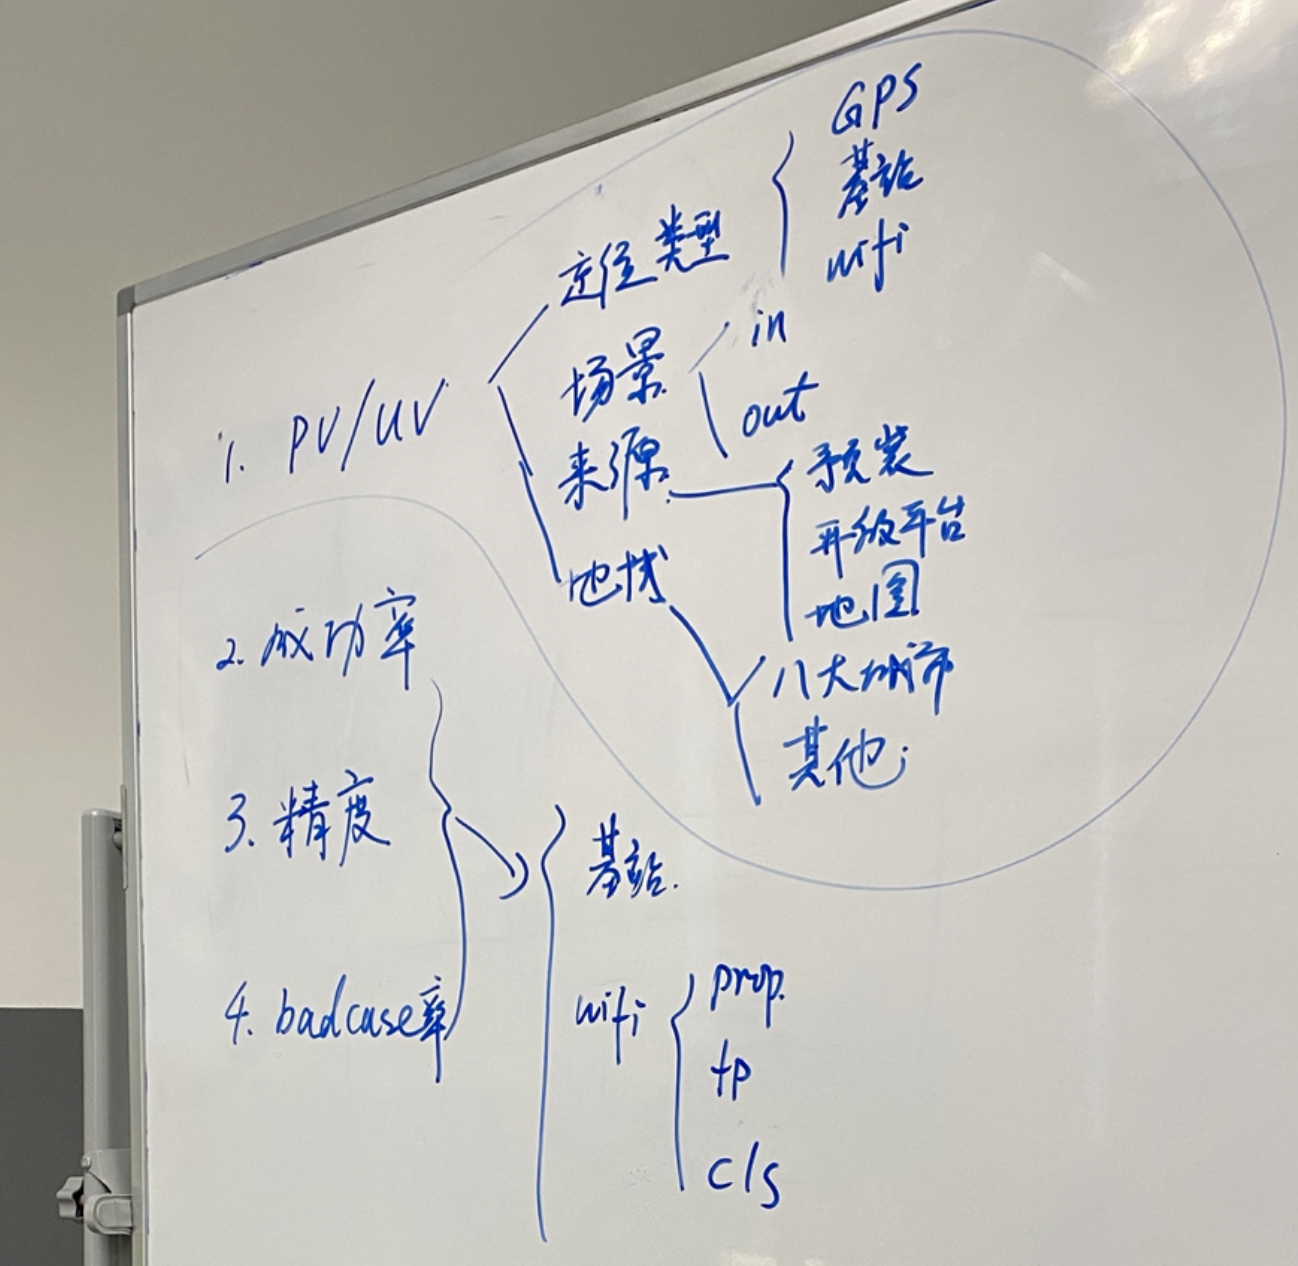 1. PV/UV
定位类型
GPS
基站
wifi
场景
in
out
来源
预装
开放平台
地图
地域
八大城市
其他
2. 成功率
3. 精度
4. badcase率
基站
wifi
prop.
tp
cls